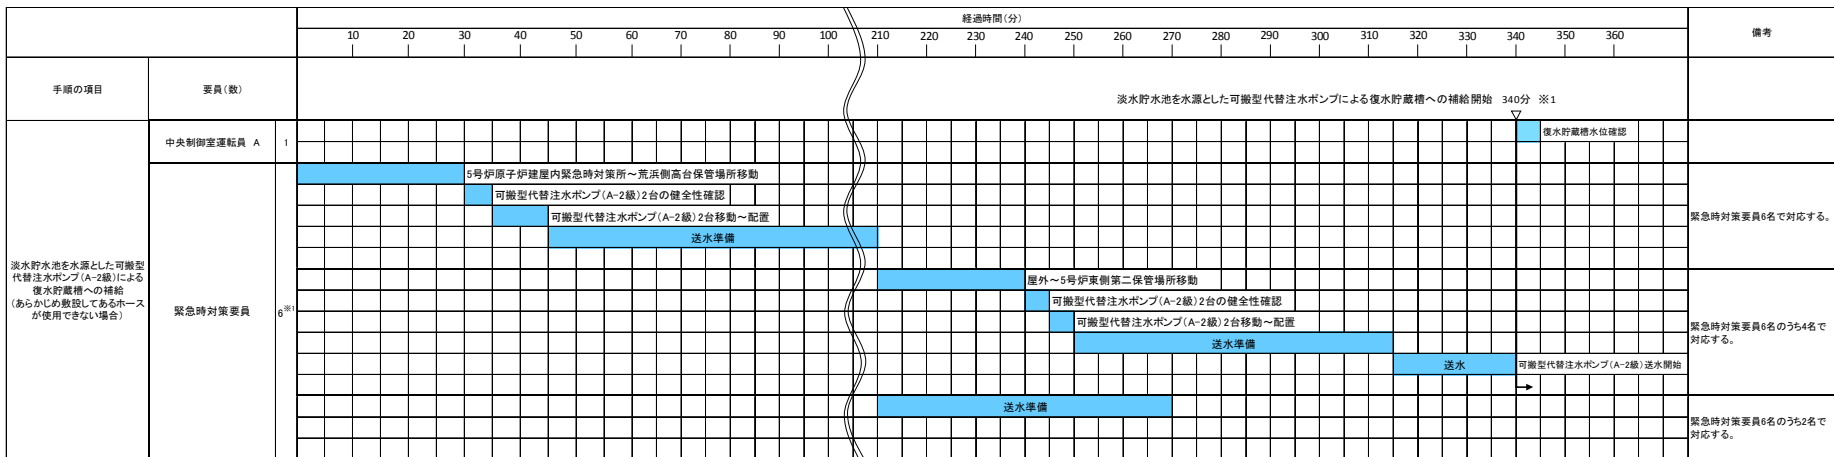 経過時間(分)
備考
10 20 30 40 50 60 70 80 90 100 210 220 230 240 250 260 270 280 290 300 310 320 330 340 350 360
手順の項目
要員(数)
淡水貯水池を水源とした可搬型代替注水ポンプによる復水貯蔵槽への補給開始 340分 ※1
中央制御室運転員 A
1
復水貯蔵槽水位確認
淡水貯水池を水源とした可搬型
代替注水ポンプ(A-2級)による
復水貯蔵槽への補給
(あらかじめ敷設してあるホース
が使用できない場合)
緊急時対策要員
6※1
5号炉原子炉建屋内緊急時対策所～荒浜側高台保管場所移動
可搬型代替注水ポンプ(A-2級)2台の健全性確認
可搬型代替注水ポンプ(A-2級)2台移動～配置
送水準備
緊急時対策要員6名で対応する。
屋外～5号炉東側第二保管場所移動
可搬型代替注水ポンプ(A-2級)2台の健全性確認
可搬型代替注水ポンプ(A-2級)2台移動～配置
送水準備
送水
可搬型代替注水ポンプ(A-2級)送水開始
緊急時対策要員6名のうち4名で
対応する。
送水準備
緊急時対策要員6名のうち2名で
対応する。